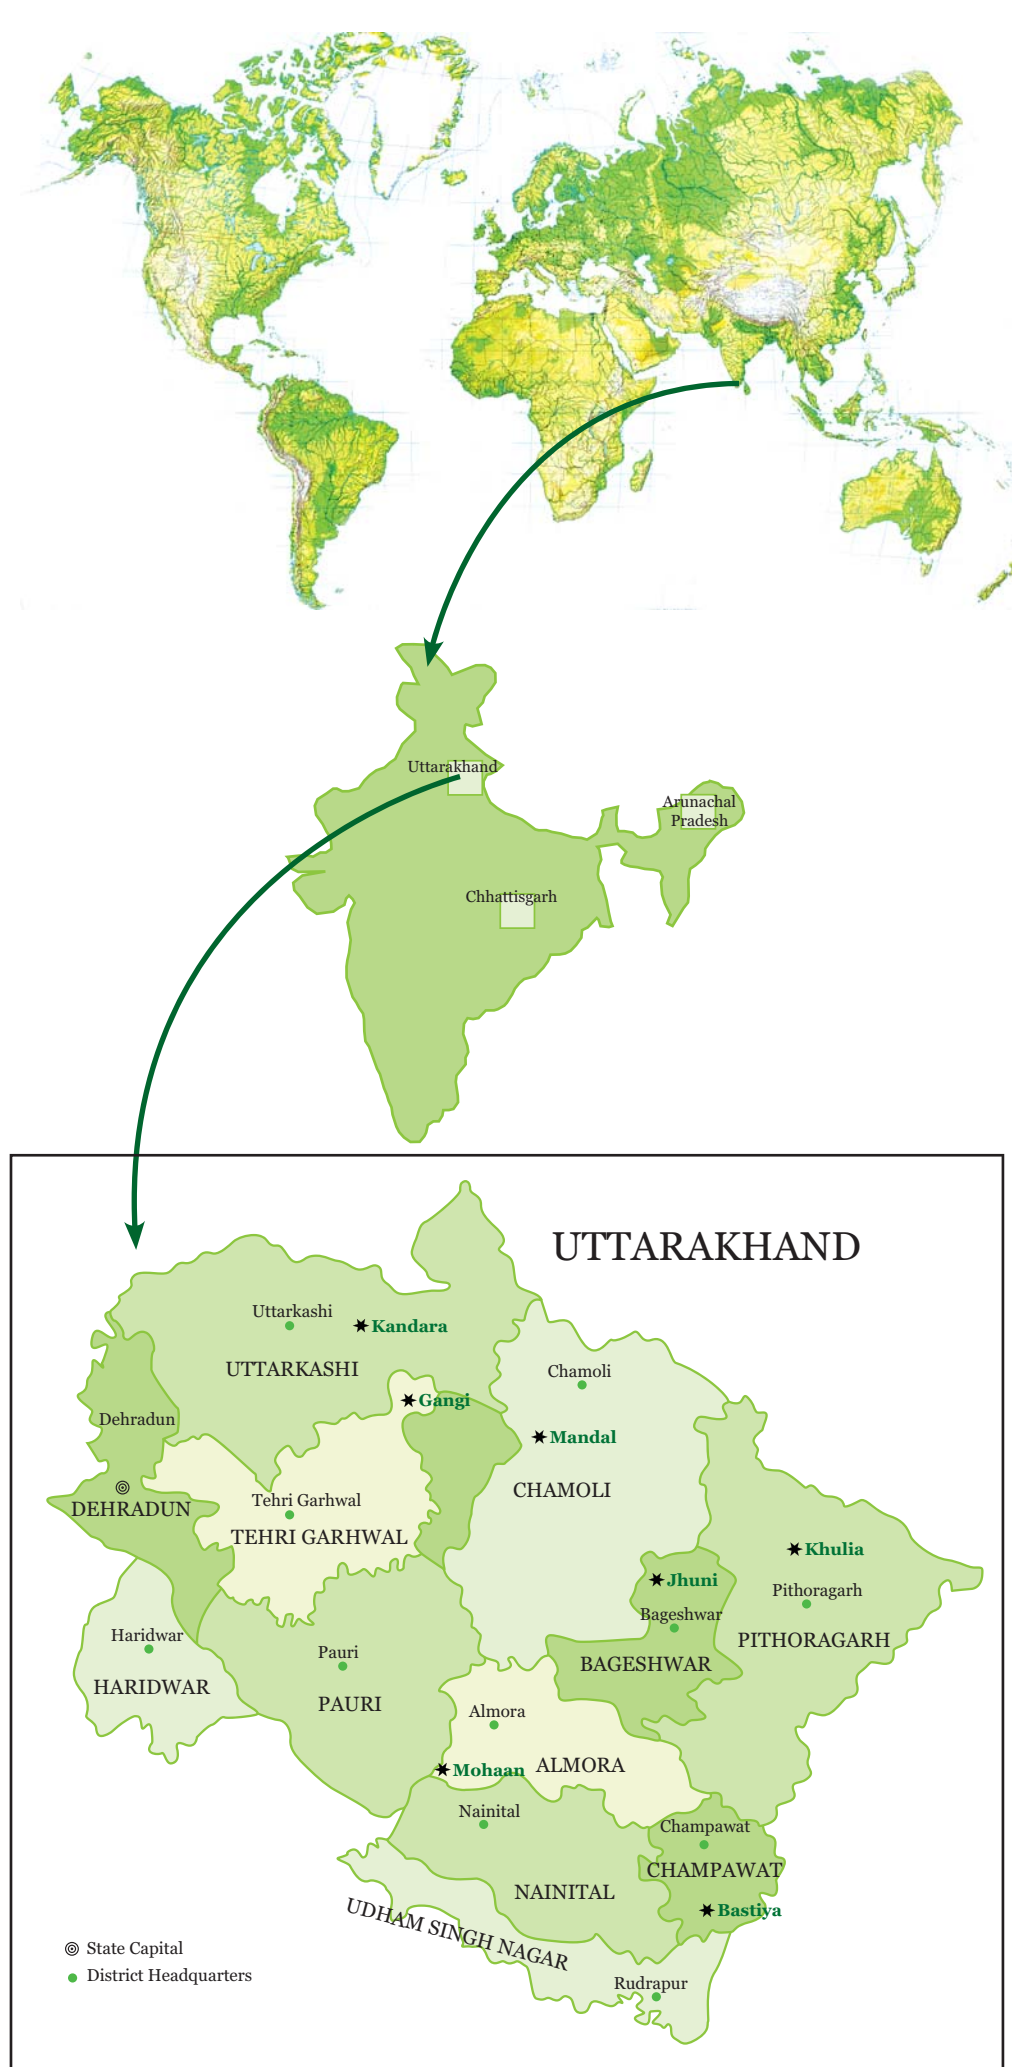 Uttarakhand
Arunachal
Pradesh
Chhattisgarh
UTTARAKHAND
Uttarkashi
Kandara
UTTARKASHI
Chamoli
Gangi
Dehradun
Mandal
CHAMOLI
Tehri Garhwal
DEHRADUN
TEHRI GARHWAL
Khulia
Jhuni
Pithoragarh
Bageshwar
Haridwar
PITHORAGARH
Pauri
BAGESHWAR
HARIDWAR
PAURI
Almora
ALMORA
Mohaan
Nainital
Champawat
CHAMPAWAT
NAINITAL
Bastiya
UDHAM SINGH NAGAR
State Capital
District Headquarters
Rudrapur